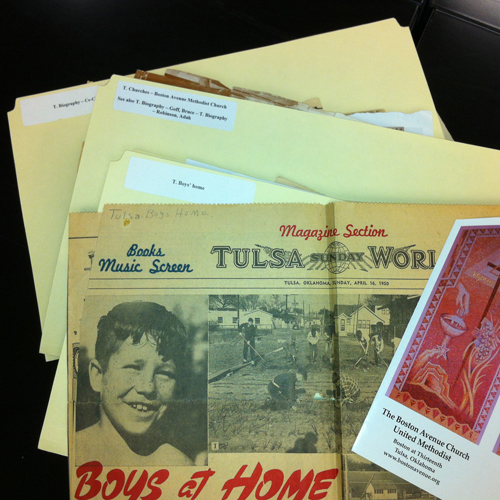 T. Biography – Ce-C
T. Churches – Boston Avenue Methodist Church
See also T. Biography – Goff, Bruce – T. Biography
– Robinson, Adah
T. Boys' home
Tulsa Boys Home
Magazine Section
Books
Music Screen
TULSA SUNDAY WORL
TULSA, OKLAHOMA, SUNDAY, APRIL 16, 1950
BOYS at HOME
The Boston Avenue Church
United Methodist
Boston at Thirteenth
Tulsa, Oklahoma
www.bostonavenue.org